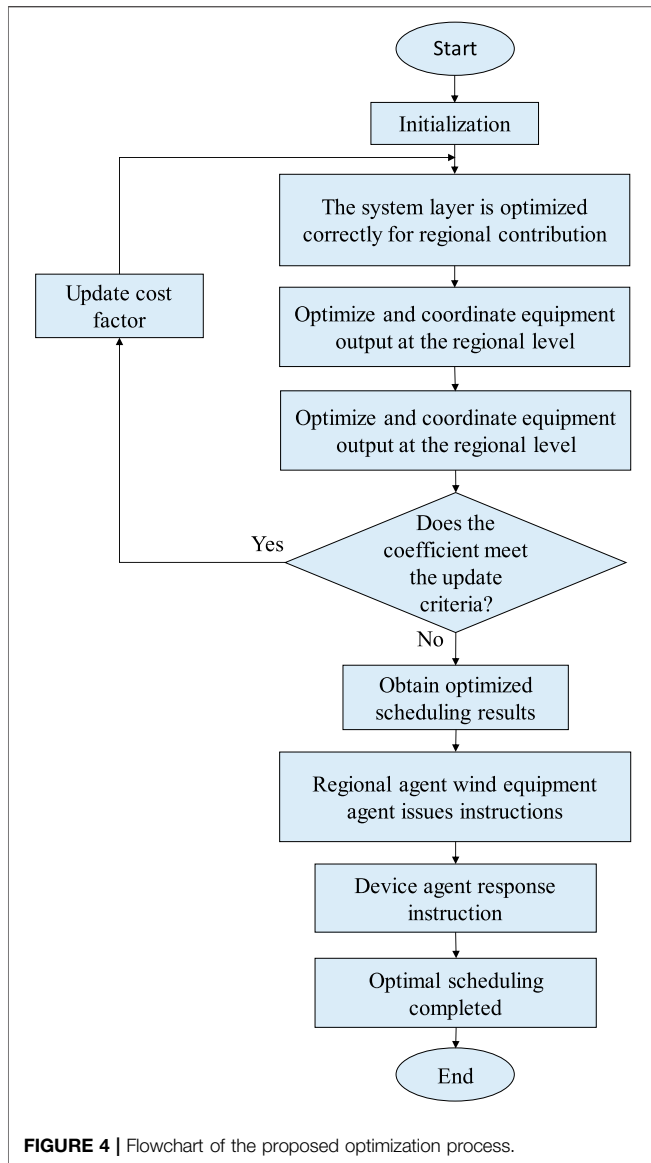 Start
Initialization
The system layer is optimized
correctly for regional contribution
Update cost
factor
Optimize and coordinate equipment
output at the regional level
Optimize and coordinate equipment
output at the regional level
Does the
coefficient meet
the update
criteria?
Yes
No
Obtain optimized
scheduling results
Regional agent wind equipment
agent issues instructions
Device agent response
instruction
Optimal scheduling
completed
End
FIGURE 4 | Flowchart of the proposed optimization process.